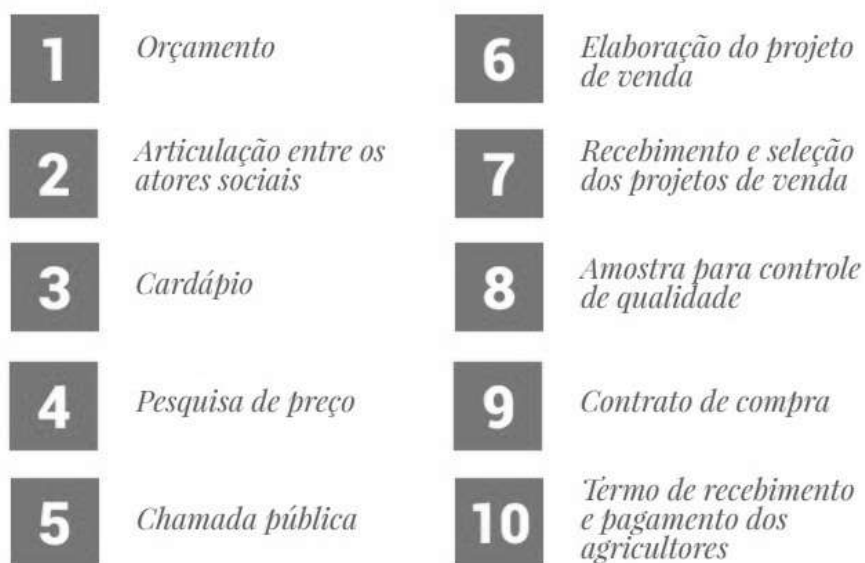 1
Orçamento
2
Articulação entre os
atores sociais
3
Cardápio
4
Pesquisa de preço
5
Chamada pública
6
Elaboração do projeto
de venda
7
Recebimento e seleção
dos projetos de venda
8
Amostra para controle
de qualidade
9
Contrato de compra
10
Termo de recebimento
e pagamento dos
agricultores